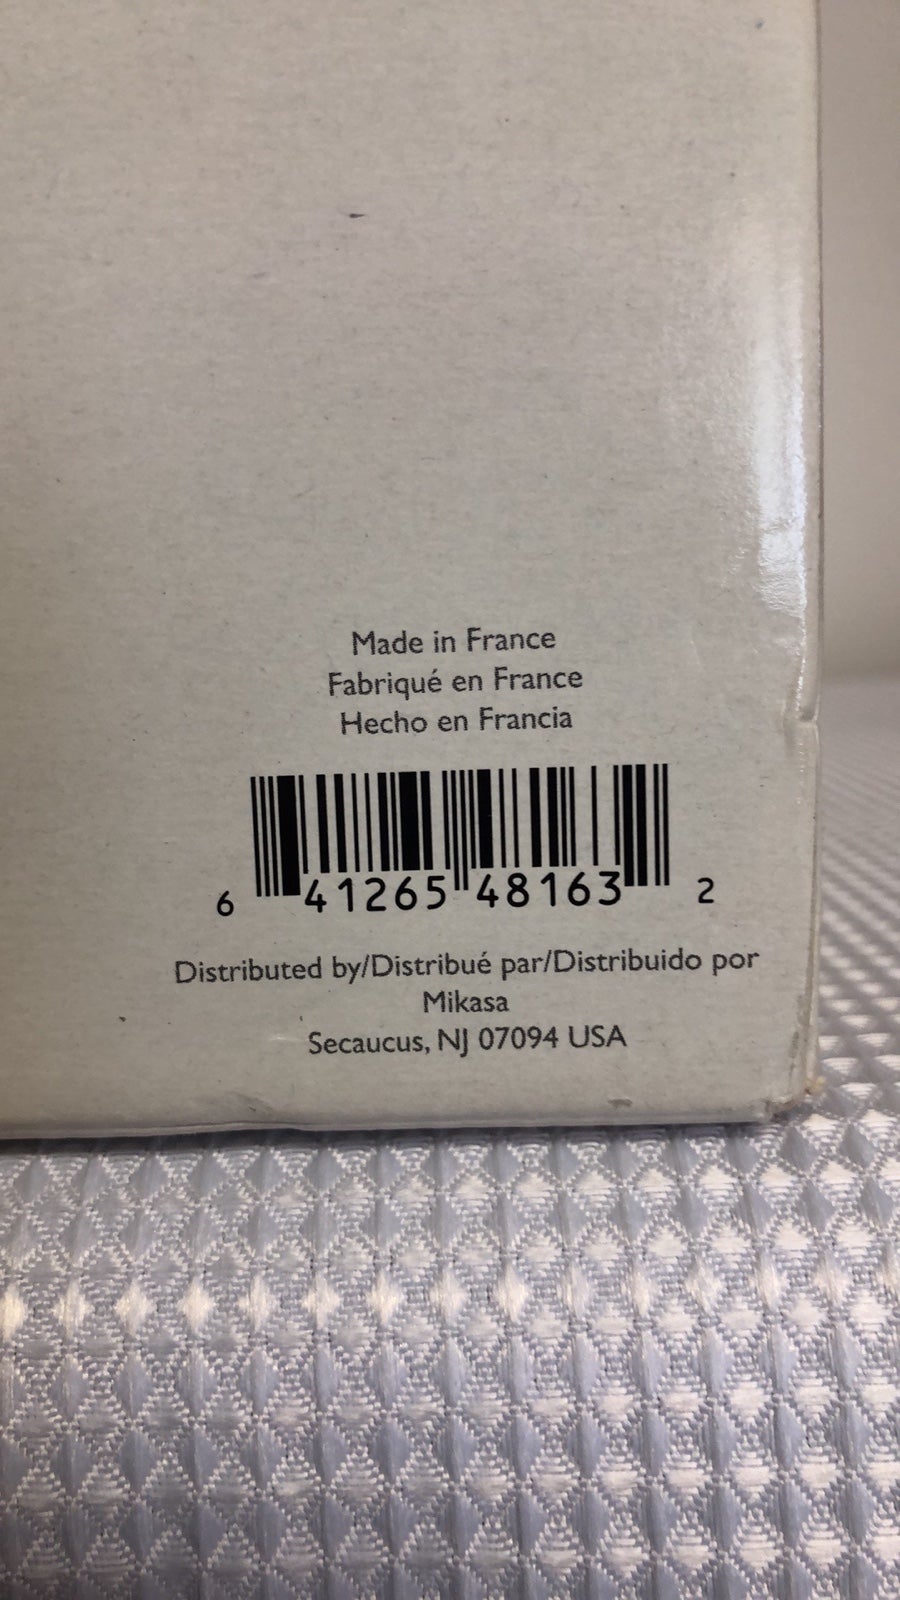 Made in France
Fabriqué en France
Hecho en Francia
6 41265 48163 2
Distributed by/Distribué par/Distribuido por
Mikasa
Secaucus, NJ 07094 USA